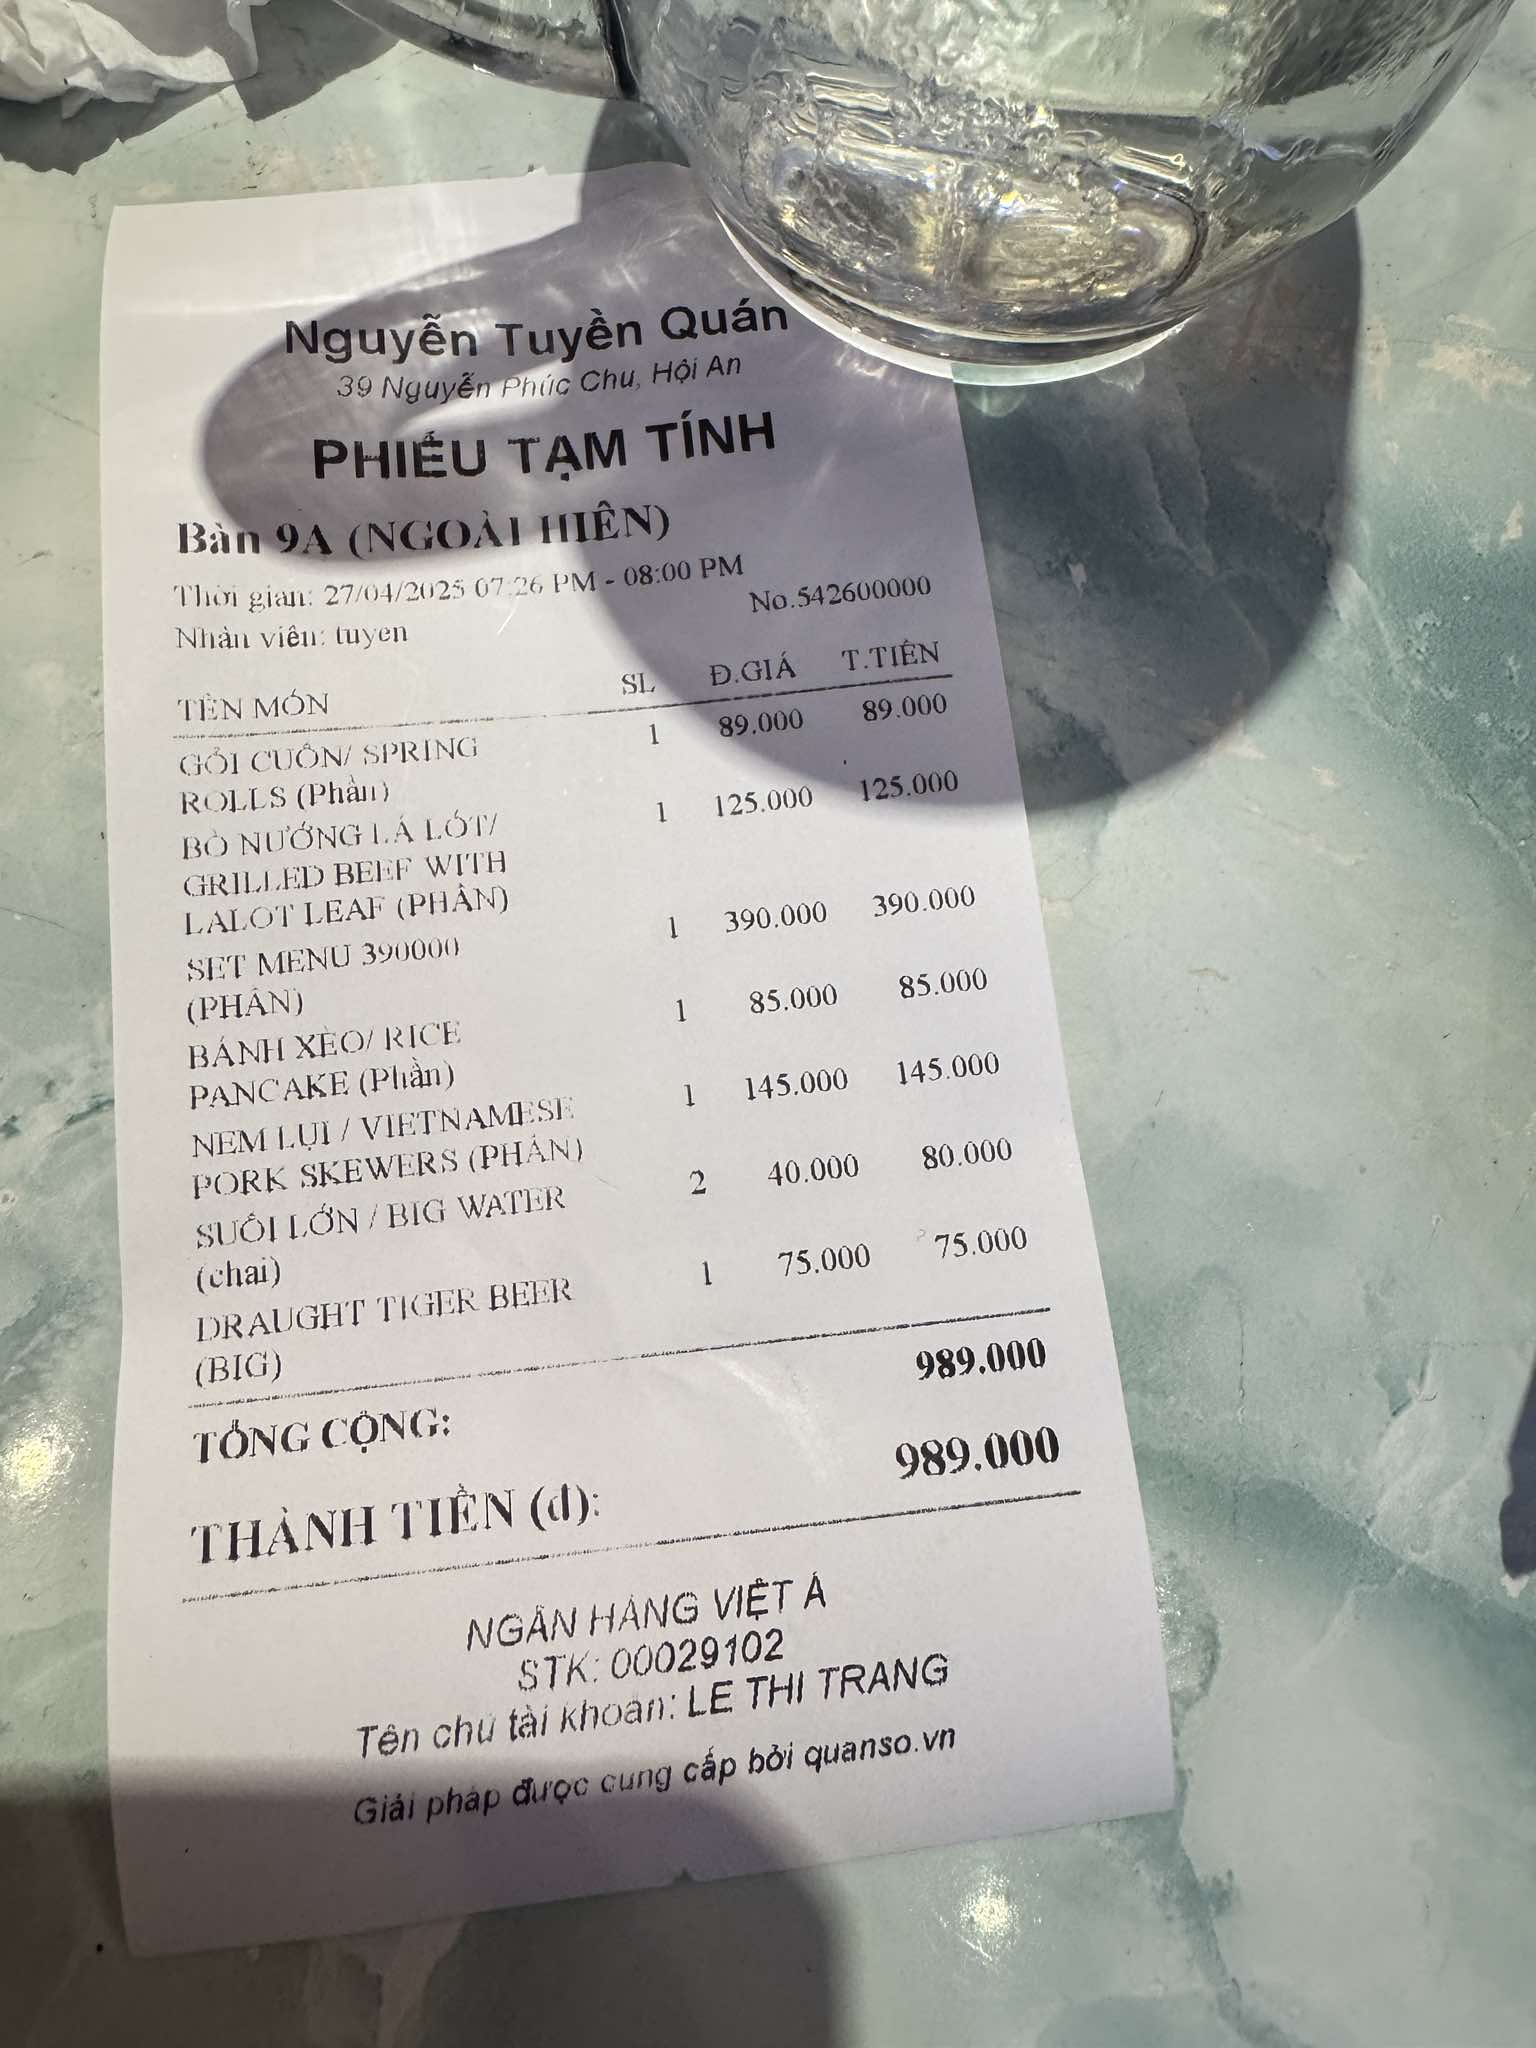 Nguyễn Tuyền Quán
39 Nguyễn Phúc Chu, Hội An
PHIẾU TẠM TÍNH
Bàn 9A (NGOÀI HIÊN)
Thời gian: 27/04/2025 07:26 PM - 08:00 PM
Nhân viên: tuyen No.542600000
TÊN MÓN SL Đ.GIÁ T.TIỀN
GỎI CUỐN/ SPRING 1 89.000 89.000
ROLLS (Phần)
BÒ NƯỚNG LÁ LỐT/ 1 125.000 125.000
GRILLED BEEF WITH
LALOT LEAF (PHẦN)
SET MENU 390000 1 390.000 390.000
(PHẦN)
BÁNH XÈO/ RICE 1 85.000 85.000
PANCAKE (Phần)
NEM LỤI / VIETNAMESE 1 145.000 145.000
PORK SKEWERS (PHẦN)
SUỐI LỚN / BIG WATER 2 40.000 80.000
(chai)
DRAUGHT TIGER BEER 1 75.000 75.000
(BIG)
TỔNG CỘNG: 989.000
THÀNH TIỀN (đ): 989.000
NGÂN HÀNG VIỆT Á
STK: 00029102
Tên chủ tài khoản: LE THI TRANG
Giải pháp được cung cấp bởi quanso.vn